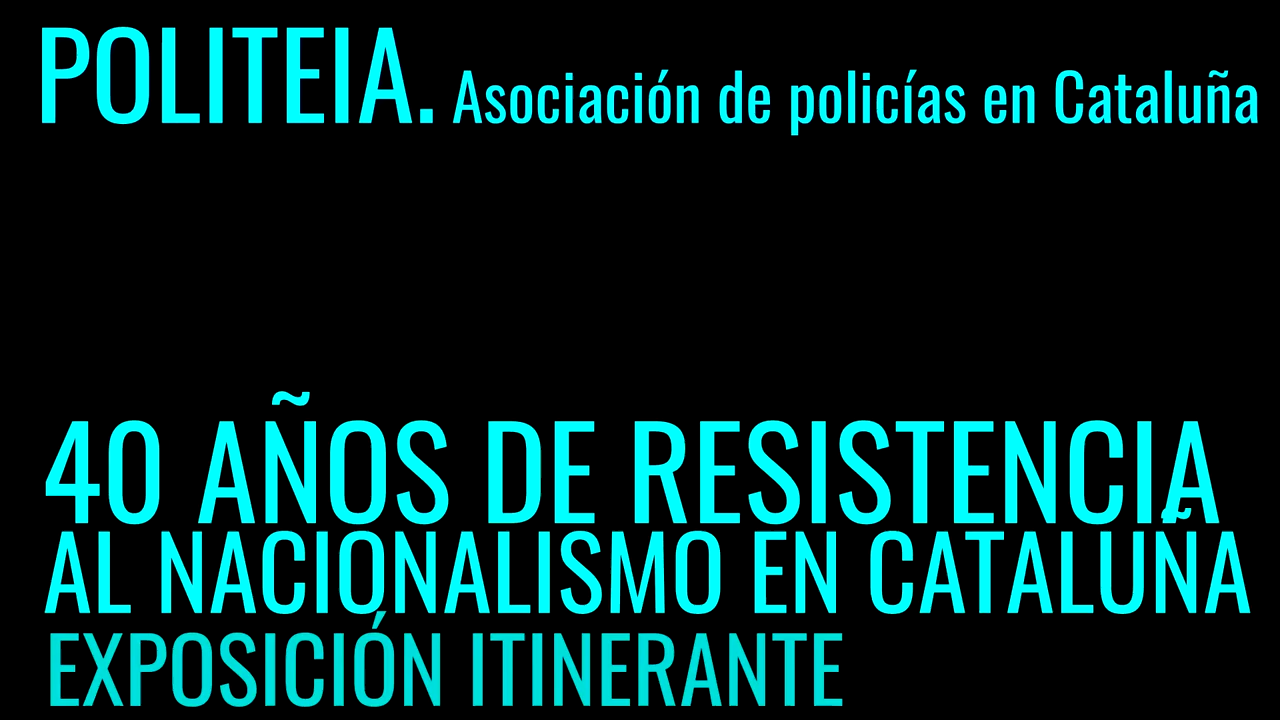 POLITEIA. Asociación de policías en Cataluña
40 AÑOS DE RESISTENCIA
AL NACIONALISMO EN CATALUÑA
EXPOSICIÓN ITINERANTE